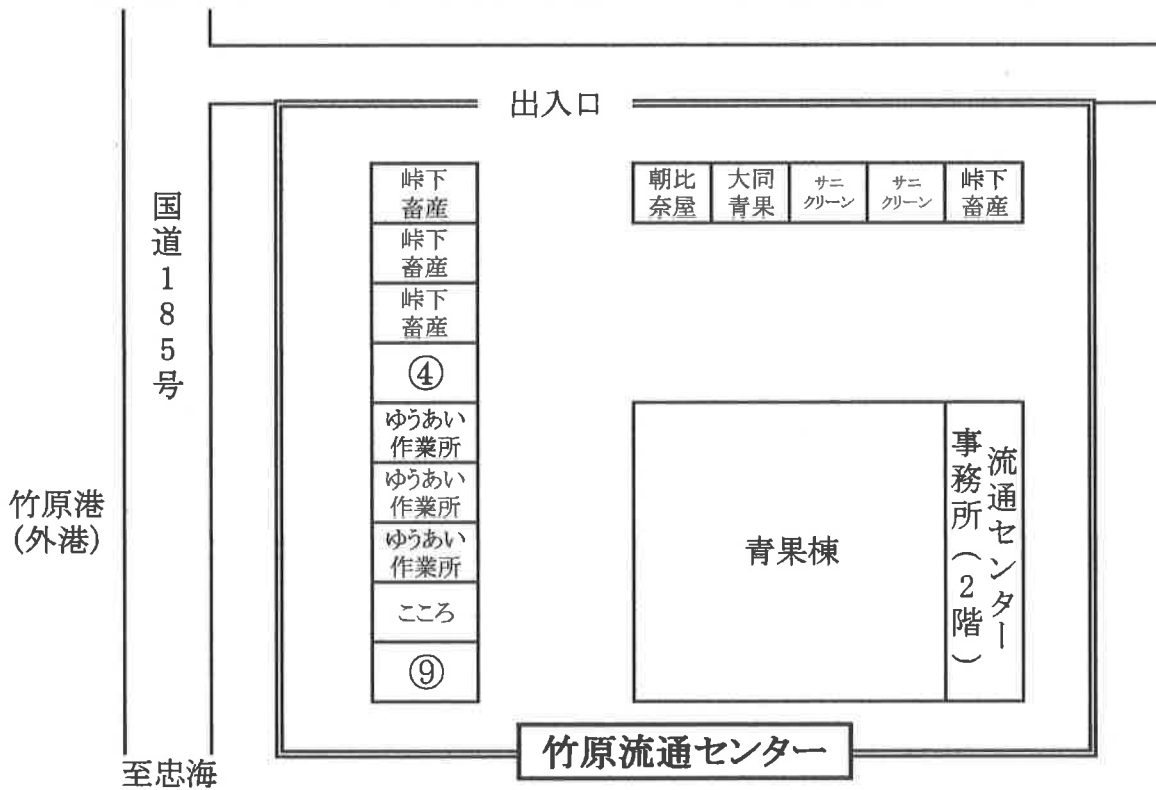 出入口
国道185号
竹原港
(外港)
至忠海
峠下
畜産
峠下
畜産
峠下
畜産
④
ゆうあい
作業所
ゆうあい
作業所
ゆうあい
作業所
こころ
⑨
朝比
奈屋
大同
青果
サニ
クリーン
サニ
クリーン
峠下
畜産
青果棟
流通センター
事務所(2階)
竹原流通センター